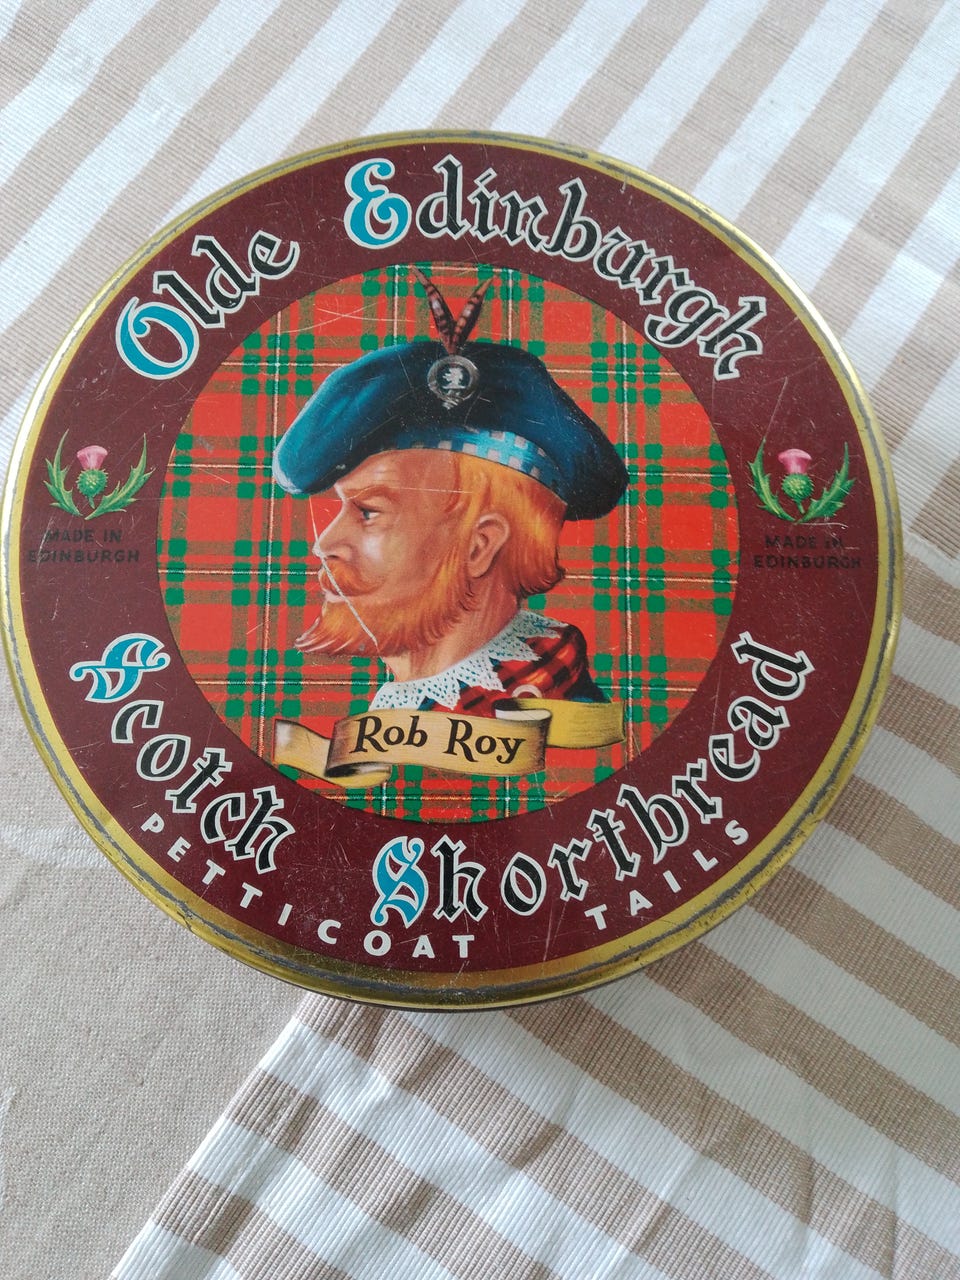 Olde Edinburgh
MADE IN
EDINBURGH
MADE IN
EDINBURGH
Rob Roy
Scotch Shortbread
PETTICOAT TAILS